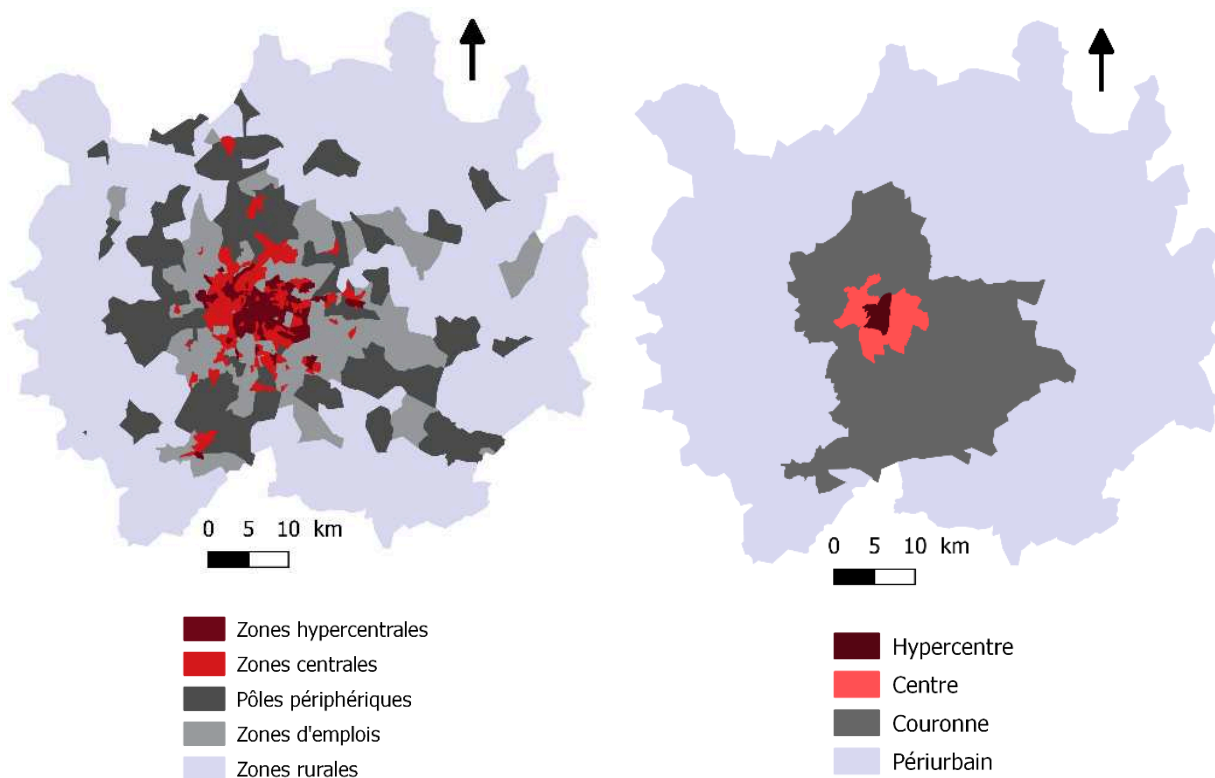 0 5 10 km
Zones hypercentrales
Zones centrales
Pôles périphériques
Zones d'emplois
Zones rurales
0 5 10 km
Hypercentre
Centre
Couronne
Périurbain